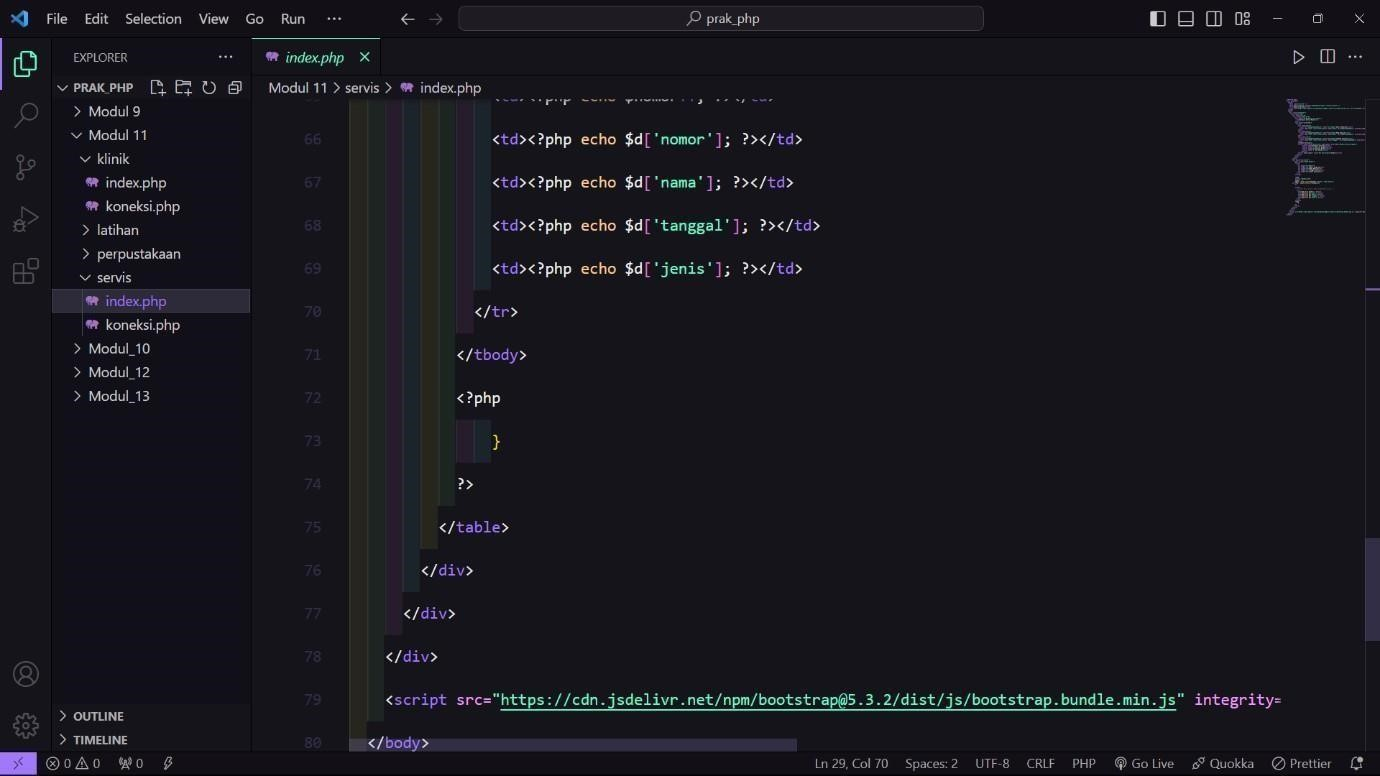 File Edit Selection View Go Run ··· prak_php
EXPLORER ···
PRAK_PHP
Modul 9
Modul 11
klinik
index.php
koneksi.php
latihan
perpustakaan
servis
index.php
koneksi.php
Modul_10
Modul_12
Modul_13
OUTLINE
TIMELINE
index.php
Modul 11 > servis > index.php
66 <td><?php echo $d['nomor']; ?></td>
67 <td><?php echo $d['nama']; ?></td>
68 <td><?php echo $d['tanggal']; ?></td>
69 <td><?php echo $d['jenis']; ?></td>
70 </tr>
71 </tbody>
72 <?php
73 }
74 ?>
75 </table>
76 </div>
77 </div>
78 </div>
79 <script src="https://cdn.jsdelivr.net/npm/bootstrap@5.3.2/dist/js/bootstrap.bundle.min.js" integrity=
80 </body>
0 0 0 Ln 29, Col 70 Spaces: 2 UTF-8 CRLF PHP Go Live Quokka Prettier